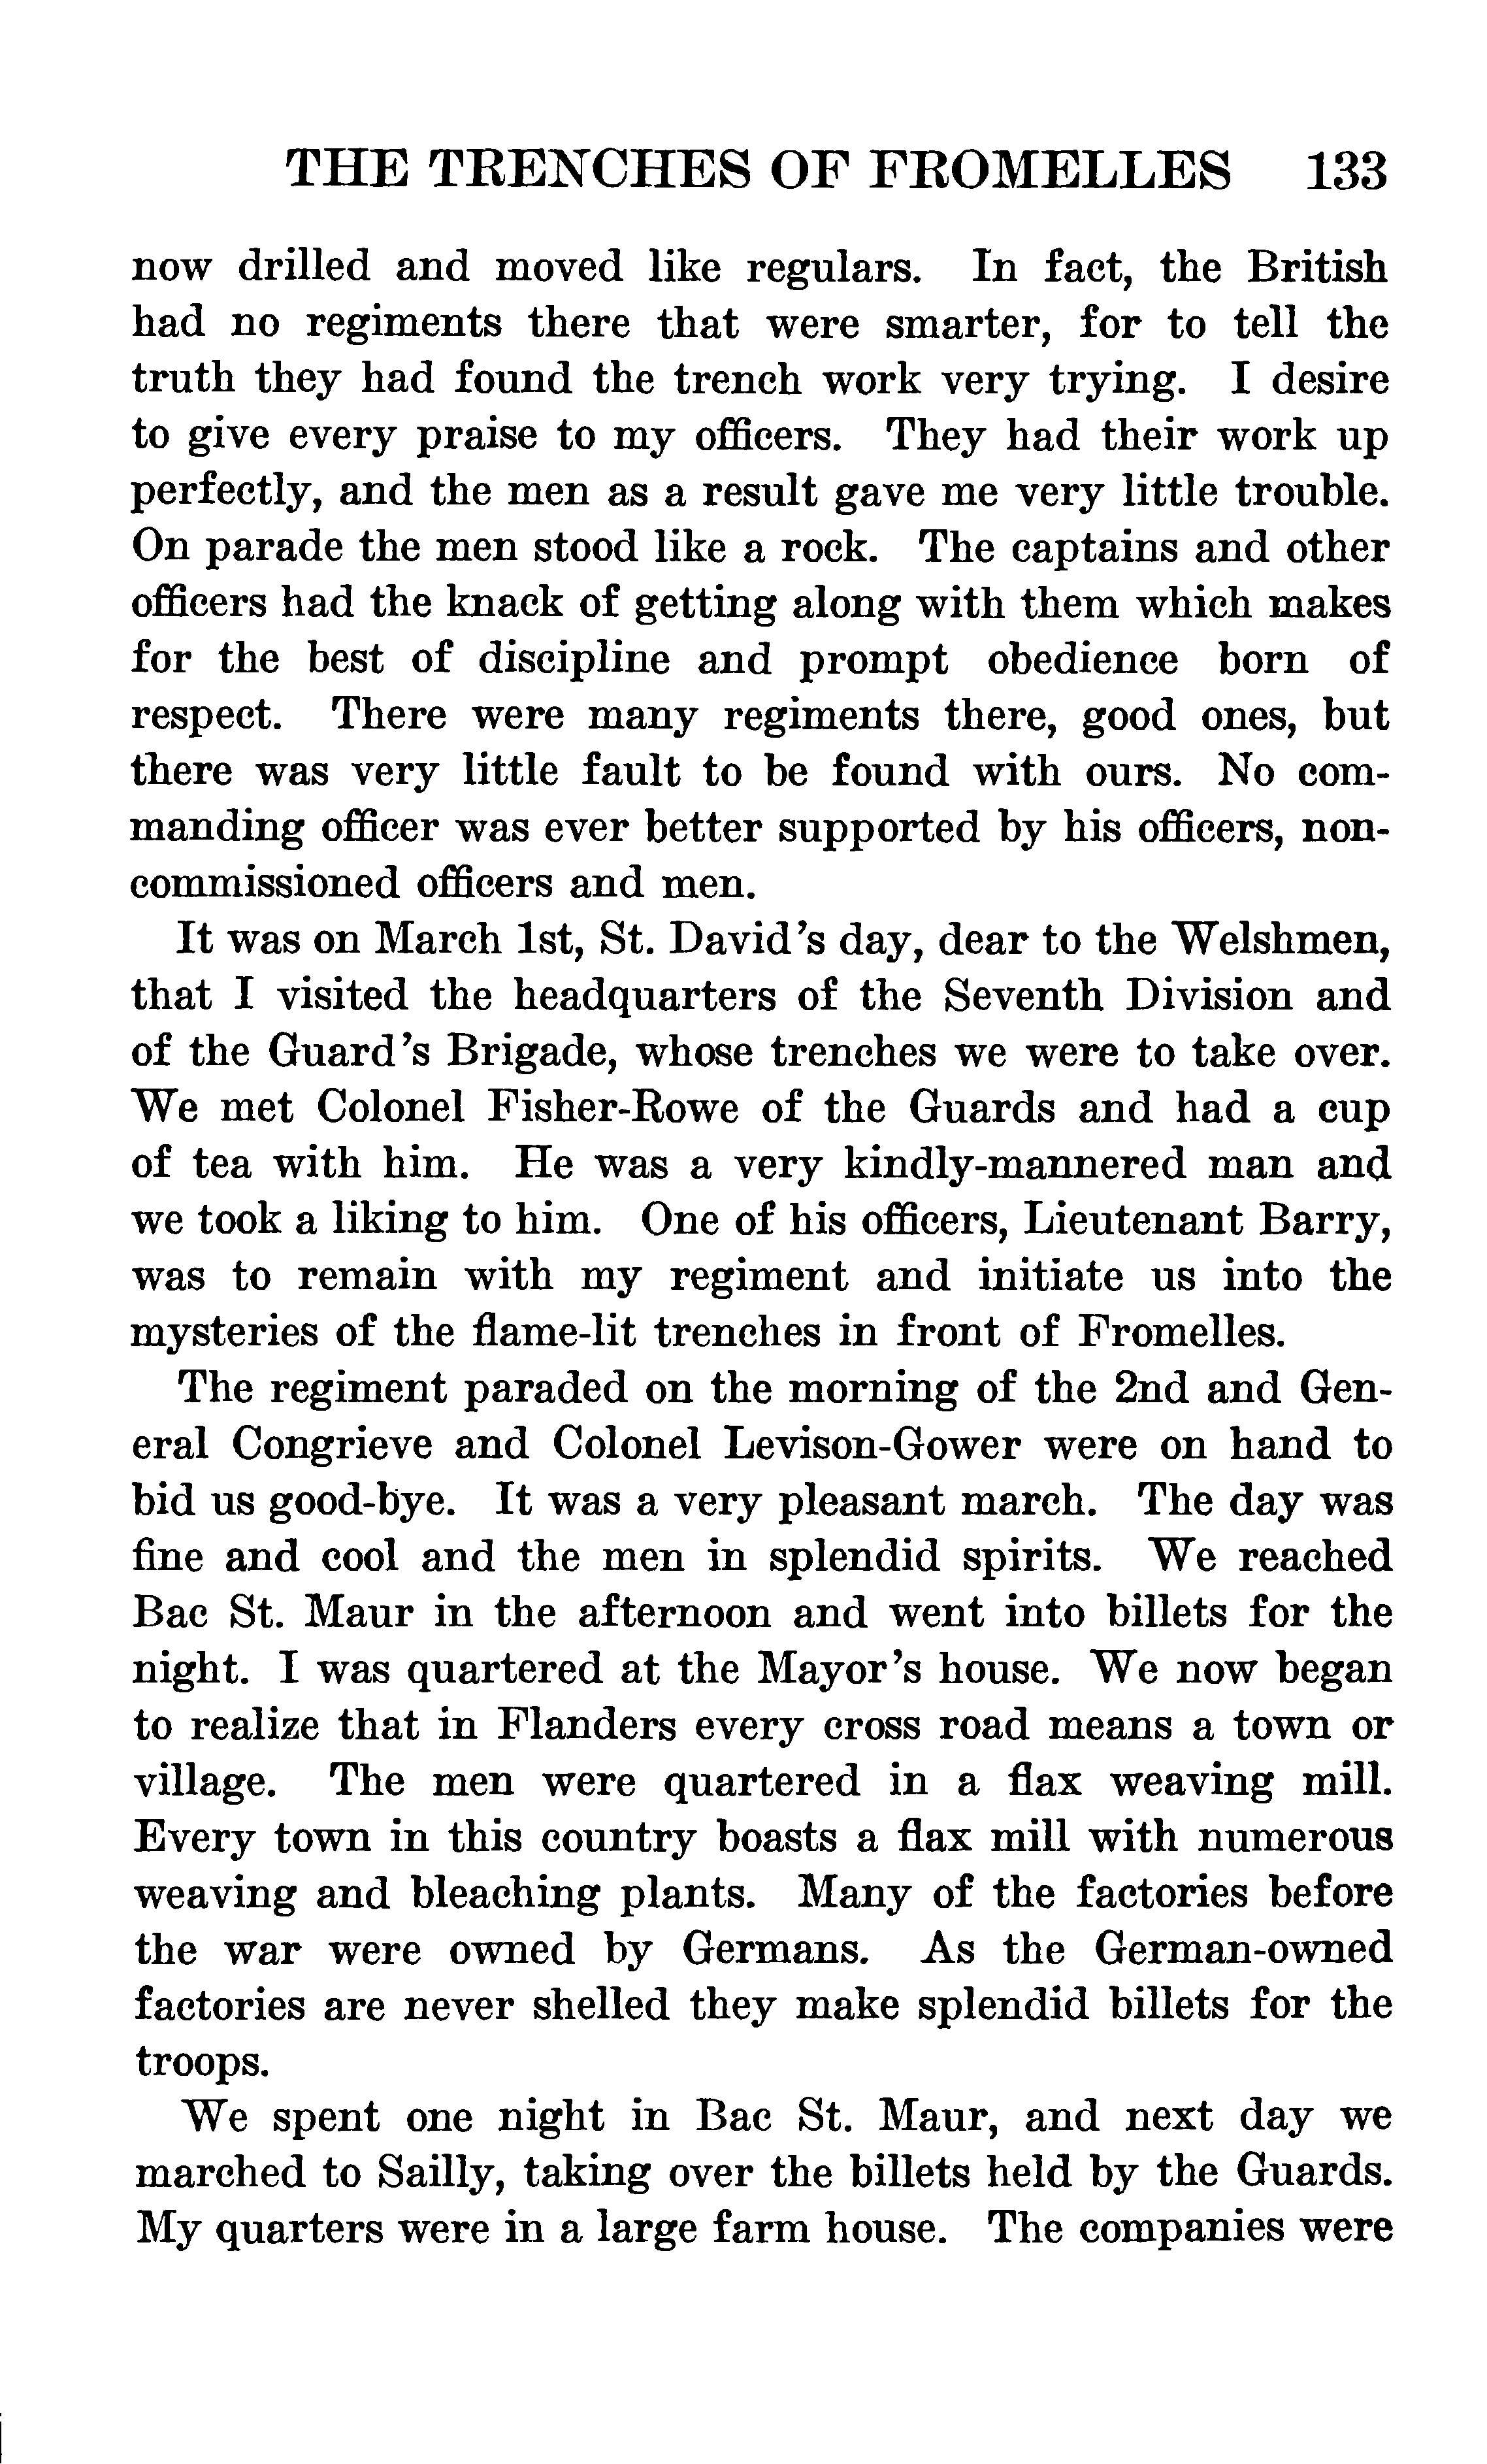 THE TRENCHES OF FROMELLES 133
now drilled and moved like regulars. In fact, the British
had no regiments there that were smarter, for to tell the
truth they had found the trench work very trying. I desire
to give every praise to my officers. They had their work up
perfectly, and the men as a result gave me very little trouble.
On parade the men stood like a rock. The captains and other
officers had the knack of getting along with them which makes
for the best of discipline and prompt obedience born of
respect. There were many regiments there, good ones, but
there was very little fault to be found with ours. No com-
manding officer was ever better supported by his officers, non-
commissioned officers and men.
It was on March 1st, St. David's day, dear to the Welshmen,
that I visited the headquarters of the Seventh Division and
of the Guard's Brigade, whose trenches we were to take over.
We met Colonel Fisher-Rowe of the Guards and had a cup
of tea with him. He was a very kindly-mannered man and
we took a liking to him. One of his officers, Lieutenant Barry,
was to remain with my regiment and initiate us into the
mysteries of the flame-lit trenches in front of Fromelles.
The regiment paraded on the morning of the 2nd and Gen-
eral Congrieve and Colonel Levison-Gower were on hand to
bid us good-bye. It was a very pleasant march. The day was
fine and cool and the men in splendid spirits. We reached
Bac St. Maur in the afternoon and went into billets for the
night. I was quartered at the Mayor's house. We now began
to realize that in Flanders every cross road means a town or
village. The men were quartered in a flax weaving mill.
Every town in this country boasts a flax mill with numerous
weaving and bleaching plants. Many of the factories before
the war were owned by Germans. As the German-owned
factories are never shelled they make splendid billets for the
troops.
We spent one night in Bac St. Maur, and next day we
marched to Sailly, taking over the billets held by the Guards.
My quarters were in a large farm house. The companies were